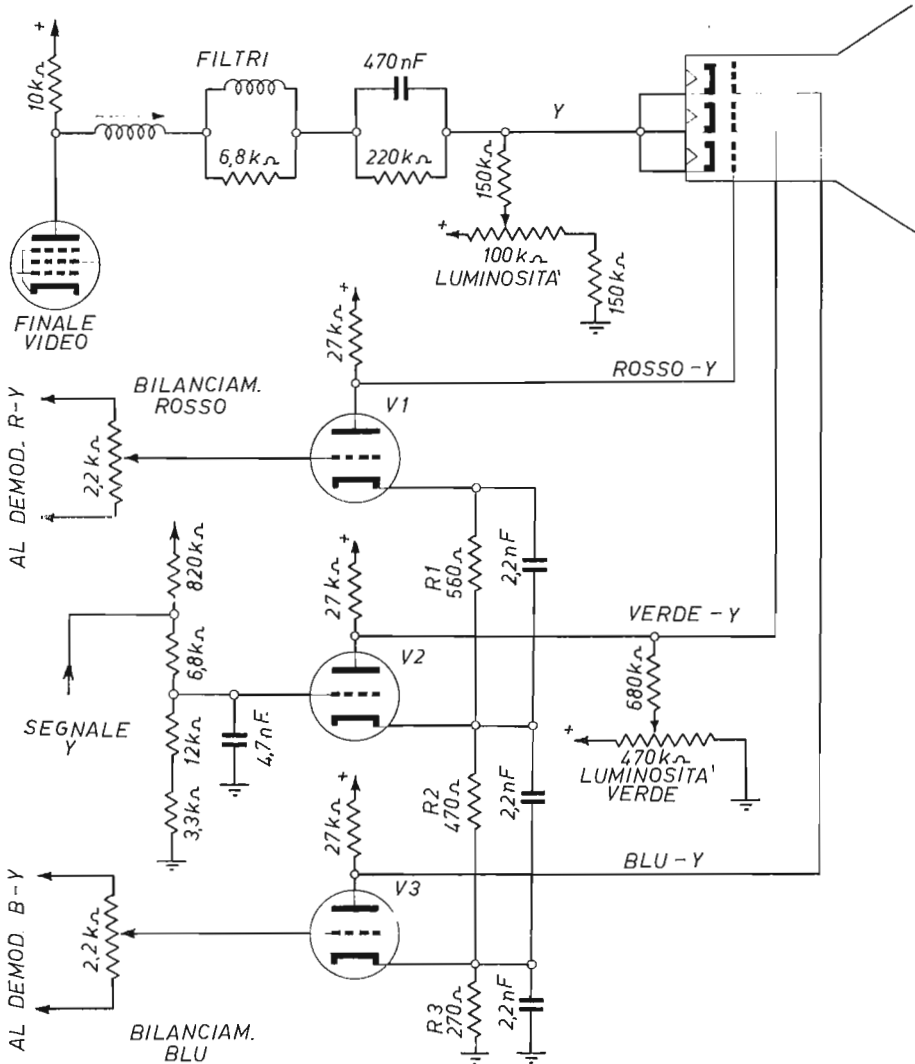 +
10kΩ
FILTRI
6,8kΩ
470nF
220kΩ
Y
150kΩ
+
100kΩ
LUMINOSITA'
150kΩ
FINALE
VIDEO
+
27kΩ
ROSSO-Y
BILANCIAM.
ROSSO
V1
AL DEMOD. R-Y
2,2kΩ
820kΩ
R1
560Ω
2,2nF
+
27kΩ
VERDE-Y
V2
6,8kΩ
SEGNALE
Y
12kΩ
4,7nF.
3,3kΩ
680kΩ
+
470kΩ
LUMINOSITA'
VERDE
R2
470Ω
2,2nF
+
27kΩ
BLU-Y
V3
AL DEMOD. B-Y
2,2kΩ
BILANCIAM.
BLU
R3
270Ω
2,2nF